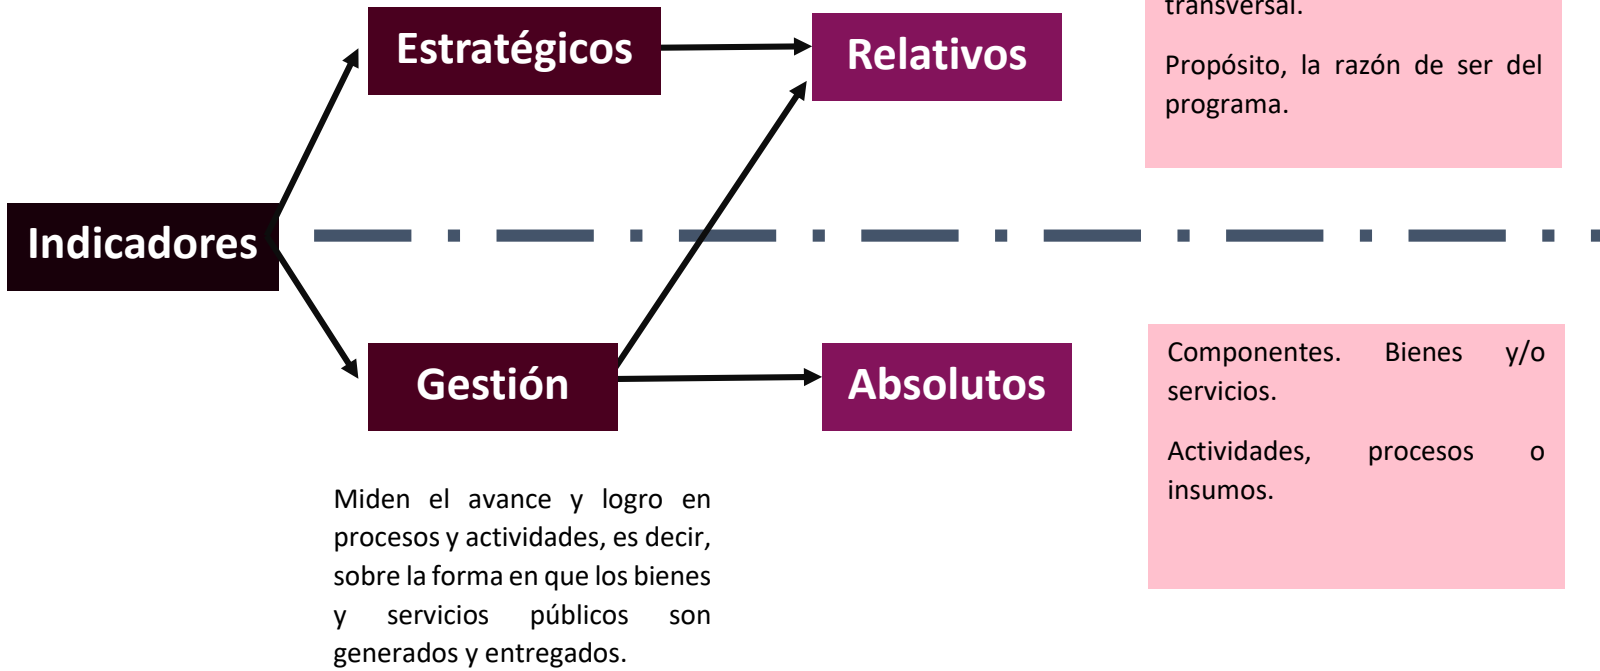 transversal.
Propósito, la razón de ser del
programa.
Estratégicos
Relativos
Indicadores
Gestión
Absolutos
Componentes. Bienes y/o
servicios.
Actividades, procesos o
insumos.
Miden el avance y logro en
procesos y actividades, es decir,
sobre la forma en que los bienes
y servicios públicos son
generados y entregados.